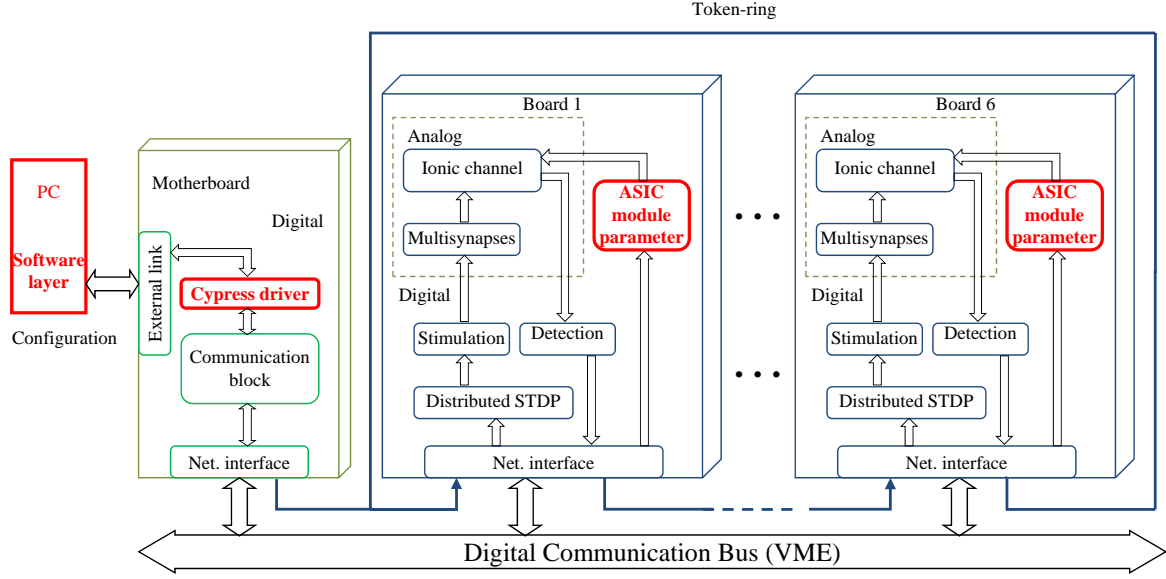 Token-ring
Board 1
Board 6
Analog
Analog
Ionic channel
Ionic channel
Motherboard
PC
ASIC
module
parameter
ASIC
module
parameter
Digital
Multisynapses
Multisynapses
Software
layer
External link
Cypress driver
Digital
Digital
Configuration
Stimulation
Detection
Stimulation
Detection
Communication
block
Distributed STDP
Distributed STDP
Net. interface
Net. interface
Net. interface
Digital Communication Bus (VME)